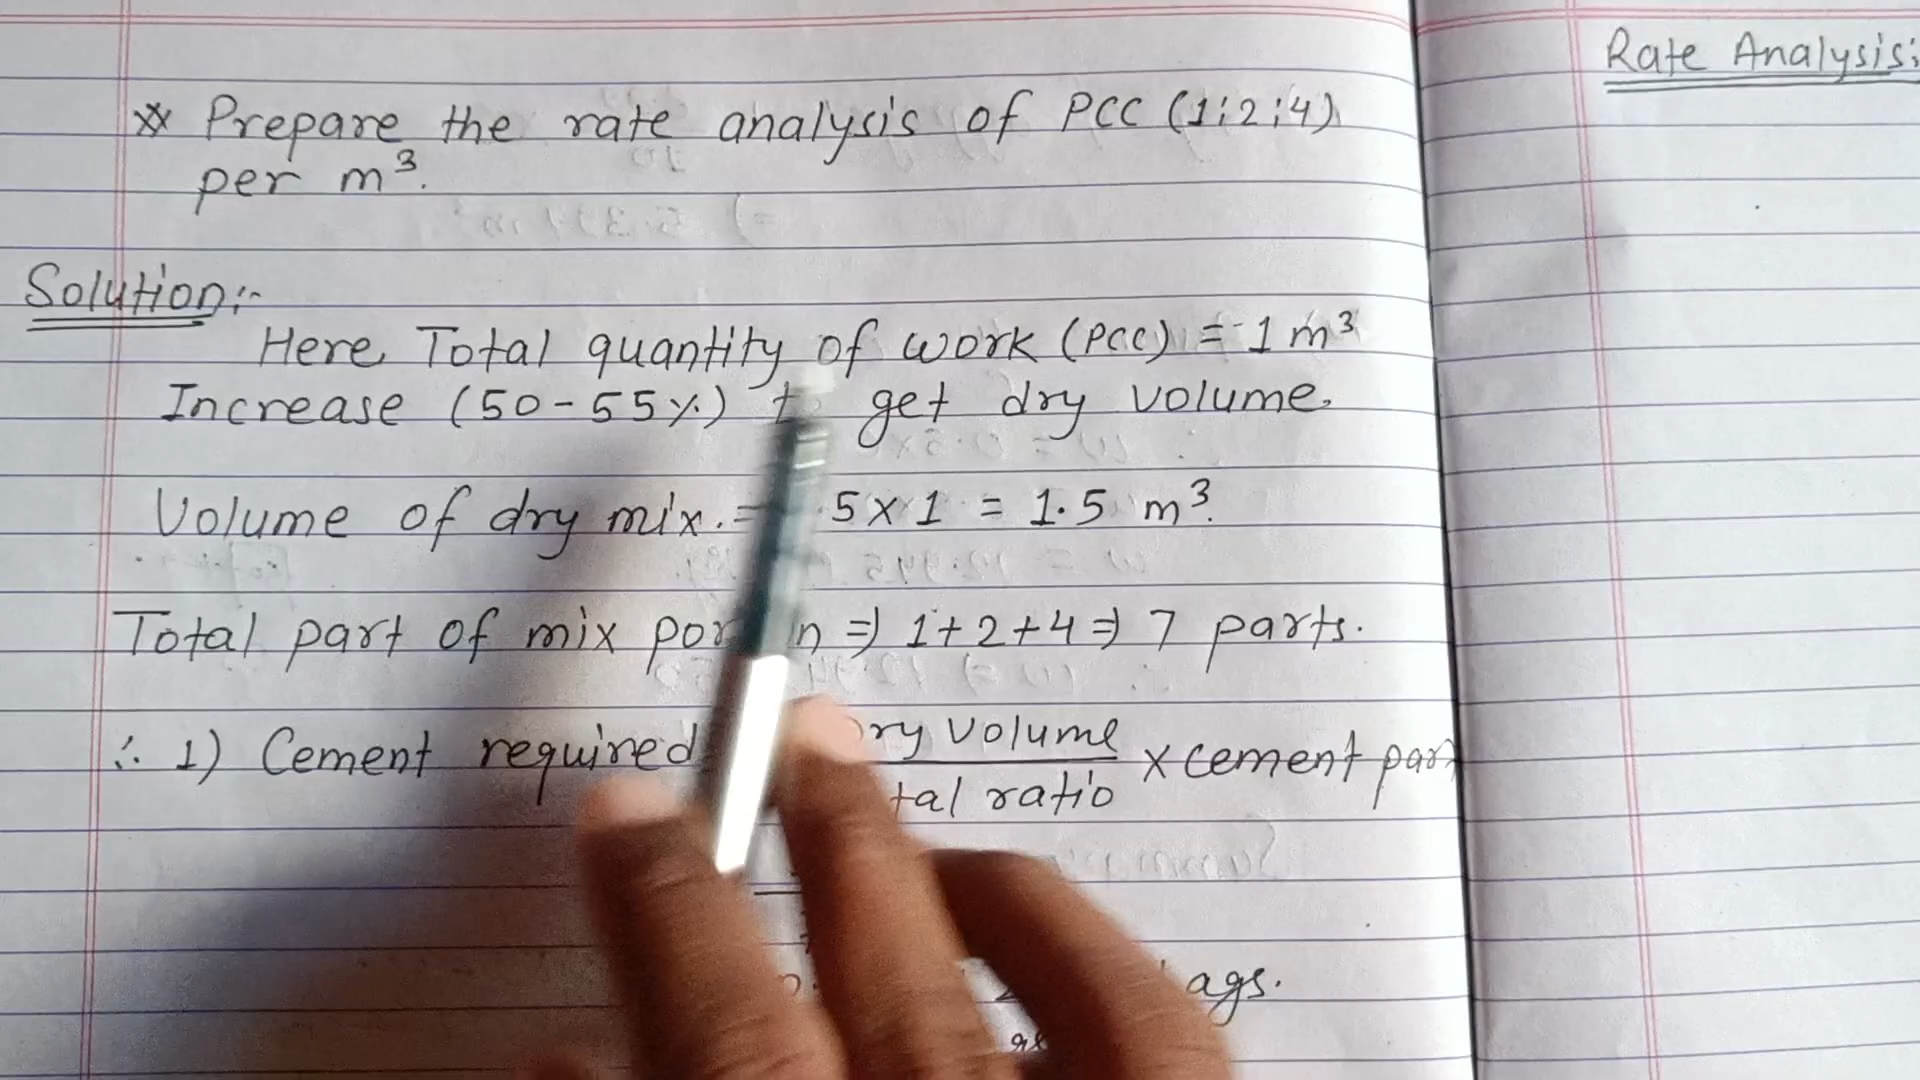 ** Prepare the rate analysis of PCC (1:2:4)
per m³.
Solution:-
Here Total quantity of work (PCC) = 1 m³
Increase (50-55%) get dry volume.
Volume of dry mix. = .5 x 1 = 1.5 m³.
Total part of mix => 1+2+4 => 7 parts.
∴ 1) Cement required ry volume x cement part
tal ratio
ags.
Rate Analysis: